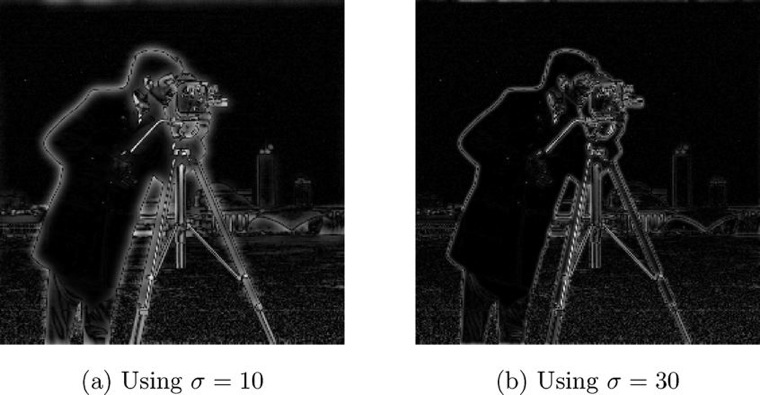 (a) Using σ = 10
(b) Using σ = 30